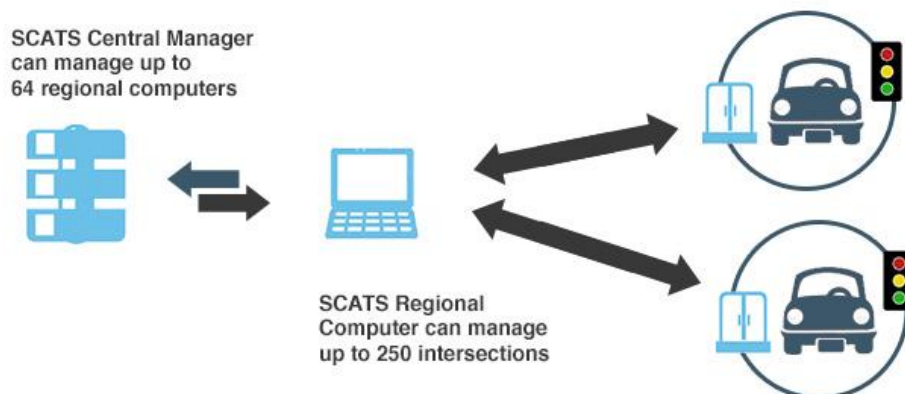 SCATS Central Manager
can manage up to
64 regional computers
SCATS Regional
Computer can manage
up to 250 intersections